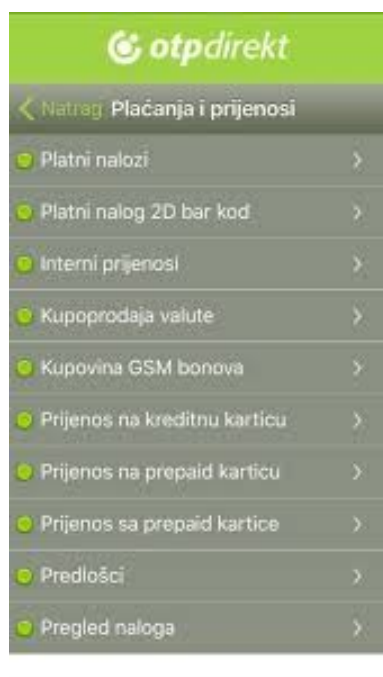 otpdirekt
Natrag Plaćanja i prijenosi
Platni nalozi
Platni nalog 2D bar kod
Interni prijenosi
Kupoprodaja valute
Kupovina GSM bonova
Prijenos na kreditnu karticu
Prijenos na prepaid karticu
Prijenos sa prepaid kartice
Predlošci
Pregled naloga